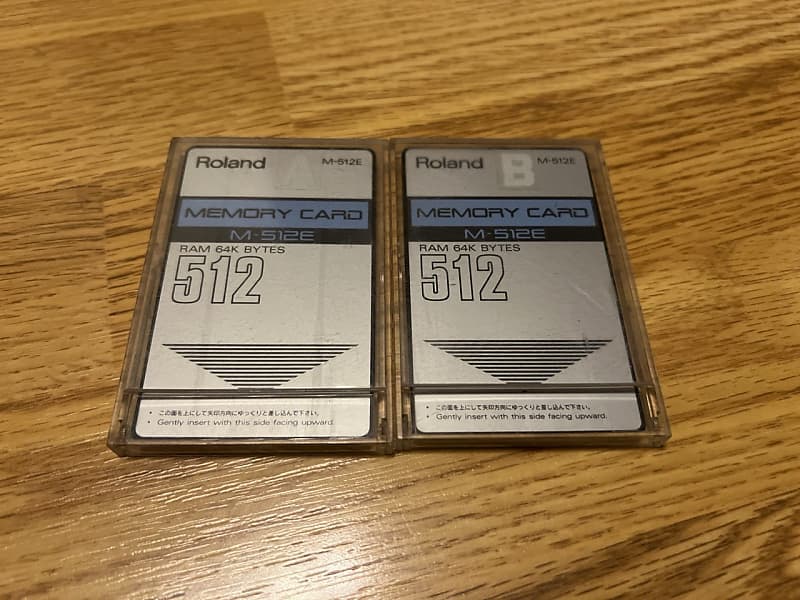 Roland A M-512E
MEMORY CARD
M-512E
RAM 64K BYTES
512
• この面を上にして矢印方向にゆっくりと差し込んで下さい。
• Gently insert with this side facing upward.
Roland B M-512E
MEMORY CARD
M-512E
RAM 64K BYTES
512
• この面を上にして矢印方向にゆっくりと差し込んで下さい。
• Gently insert with this side facing upward.